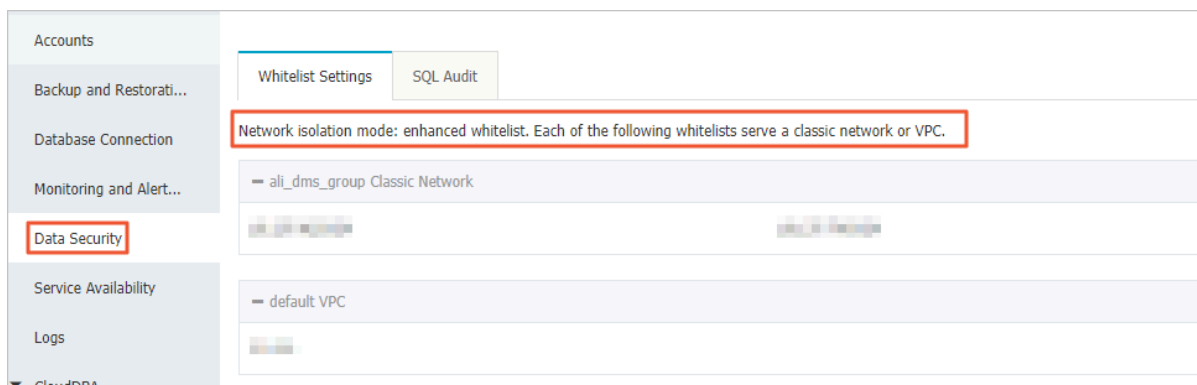 Accounts
Backup and Restorati...
Database Connection
Monitoring and Alert...
Data Security
Service Availability
Logs
CloudDBA
Whitelist Settings
SQL Audit
Network isolation mode: enhanced whitelist. Each of the following whitelists serve a classic network or VPC.
ali_dms_group Classic Network
default VPC